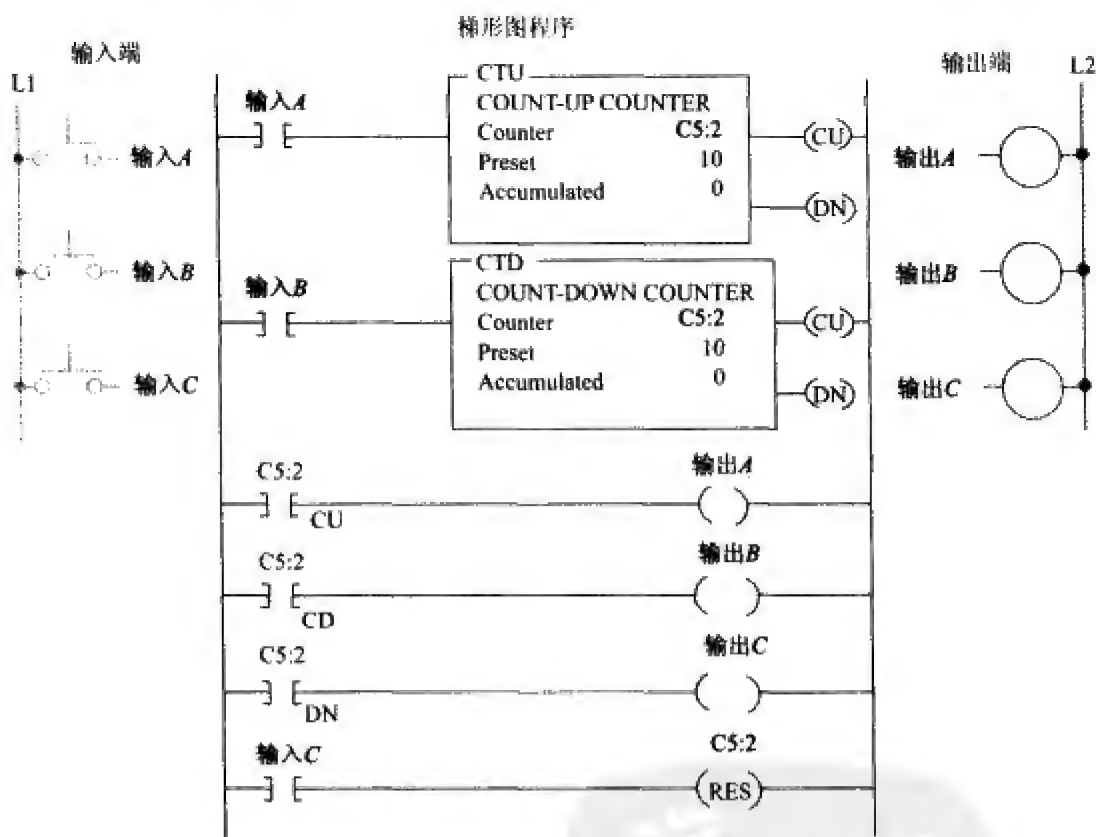 梯形图程序
输入端
输出端
L1
L2
输入A
CTU
COUNT-UP COUNTER
Counter C5:2
Preset 10
Accumulated 0
CU
DN
输入A
输出A
输入B
CTD
COUNT-DOWN COUNTER
Counter C5:2
Preset 10
Accumulated 0
CU
DN
输入B
输出B
输入C
输出C
C5:2
CU
输出A
C5:2
CD
输出B
C5:2
DN
输出C
输入C
C5:2
RES